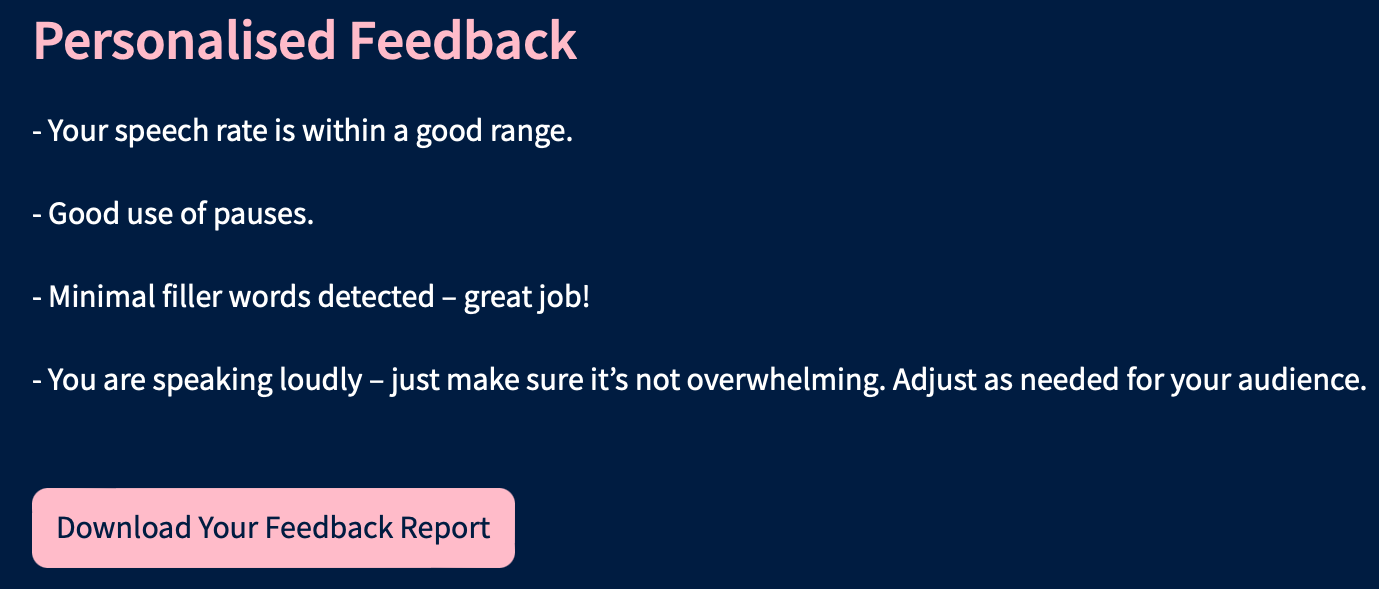 Personalised Feedback
- Your speech rate is within a good range.
- Good use of pauses.
- Minimal filler words detected – great job!
- You are speaking loudly – just make sure it’s not overwhelming. Adjust as needed for your audience.
Download Your Feedback Report